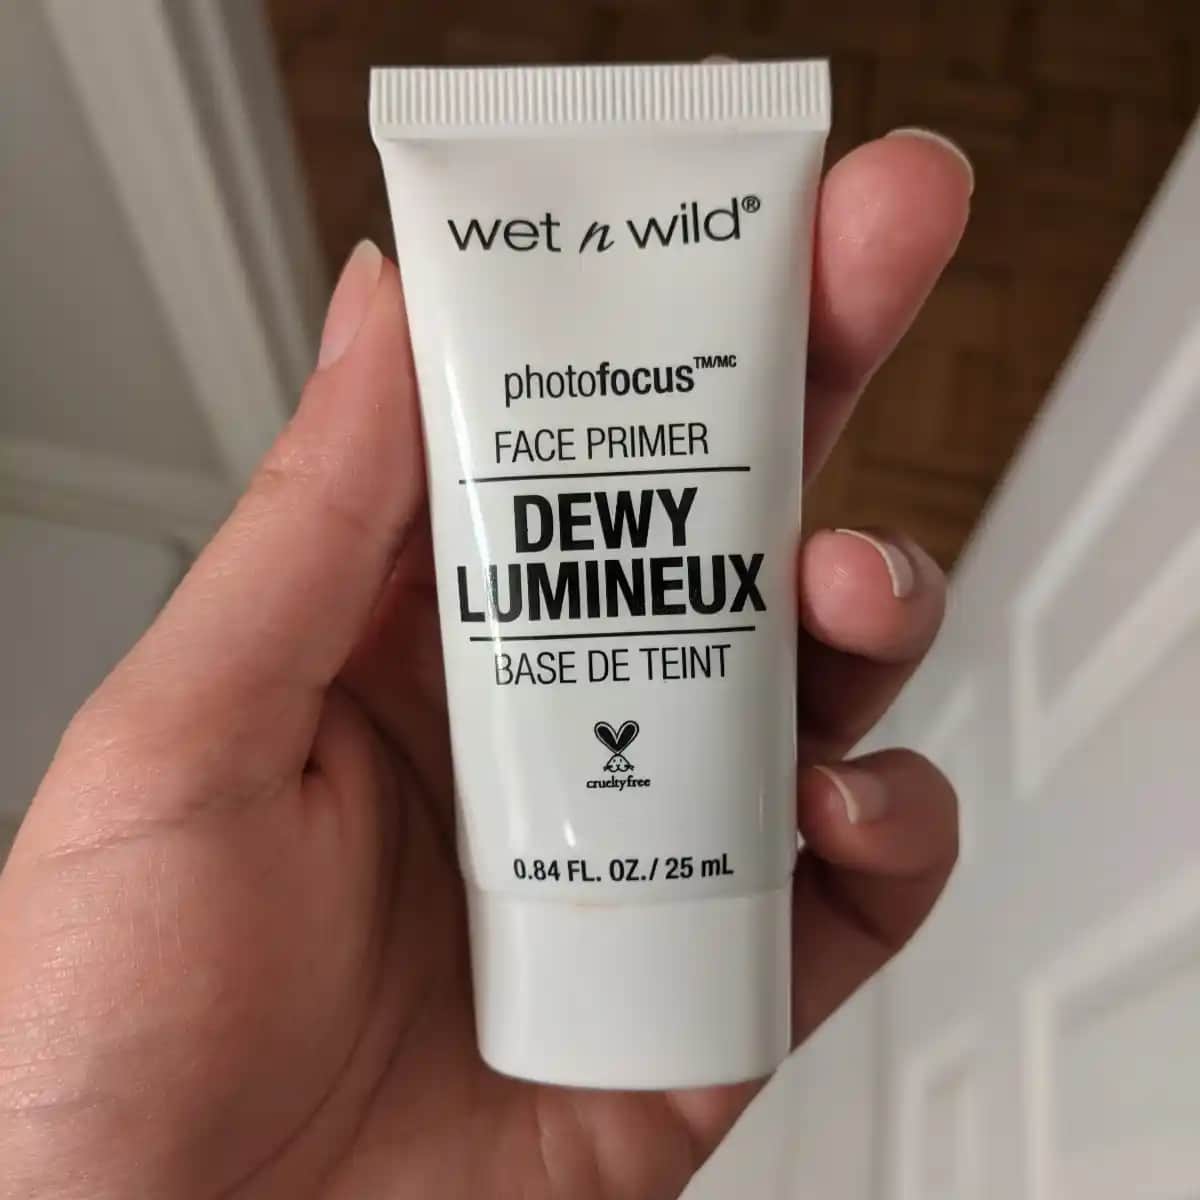 wet n wild®
photofocus™/MC
FACE PRIMER
DEWY
LUMINEUX
BASE DE TEINT
crueltyfree
0.84 FL. OZ./ 25 mL